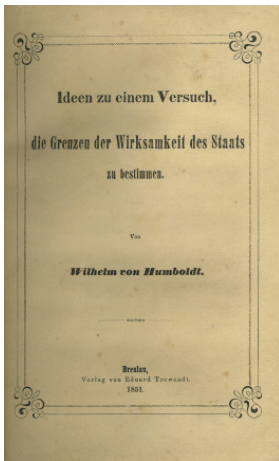 Ideen zu einem Versuch,
die Grenzen der Wirksamkeit des Staats
zu bestimmen.
Von
Wilhelm von Humboldt.
Breslau,
Verlag von Eduard Trewendt.
1851.